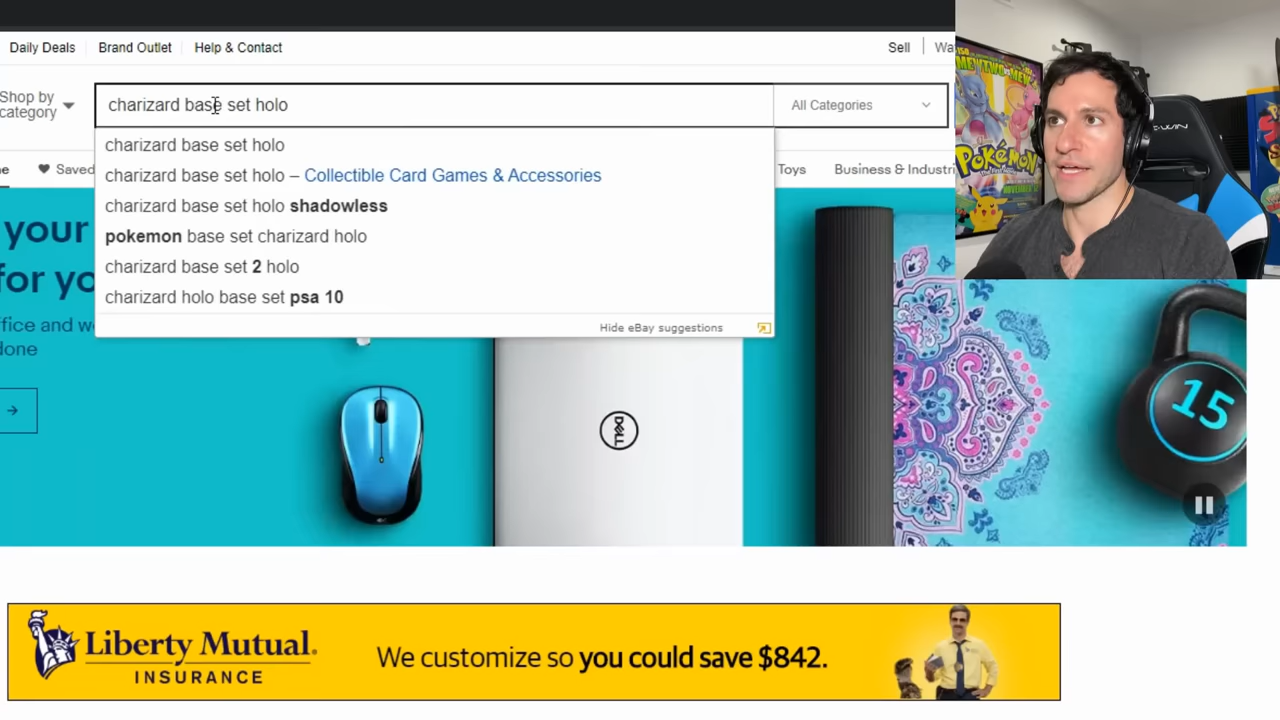 Daily Deals
Brand Outlet
Help & Contact
Sell
Wa
Shop by
category
charizard base set holo
All Categories
charizard base set holo
charizard base set holo – Collectible Card Games & Accessories
charizard base set holo shadowless
pokemon base set charizard holo
charizard base set 2 holo
charizard holo base set psa 10
Hide eBay suggestions
Saved
Toys
Business & Industri
your
for yo
ffice and w
done
DELL
15
Pokémon
Liberty Mutual.
INSURANCE
We customize so you could save $842.